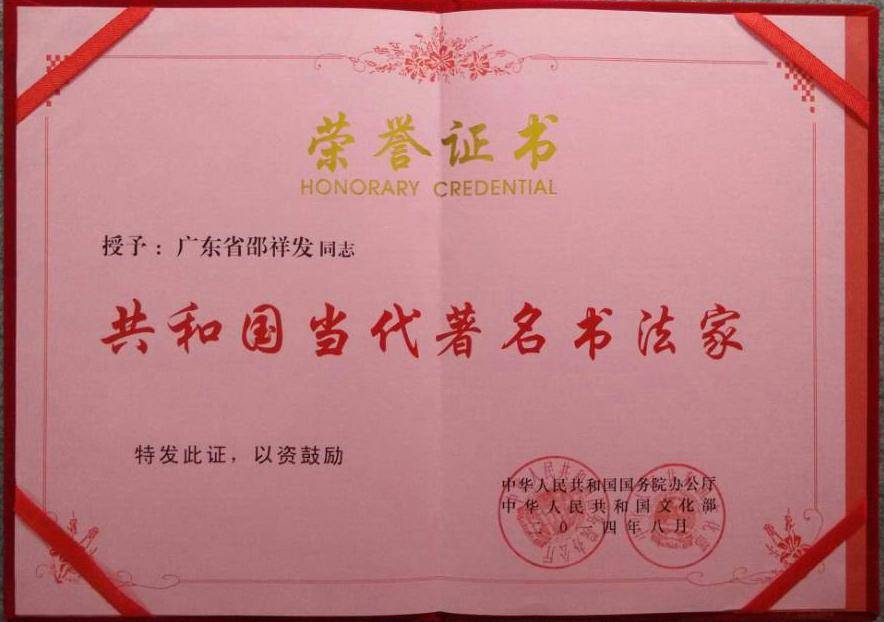 荣誉证书
HONORARY CREDENTIAL
授予：广东省邵祥发同志
共和国当代著名书法家
特发此证，以资鼓励
中华人民共和国国务院办公厅
中华人民共和国文化部
二0一四年八月